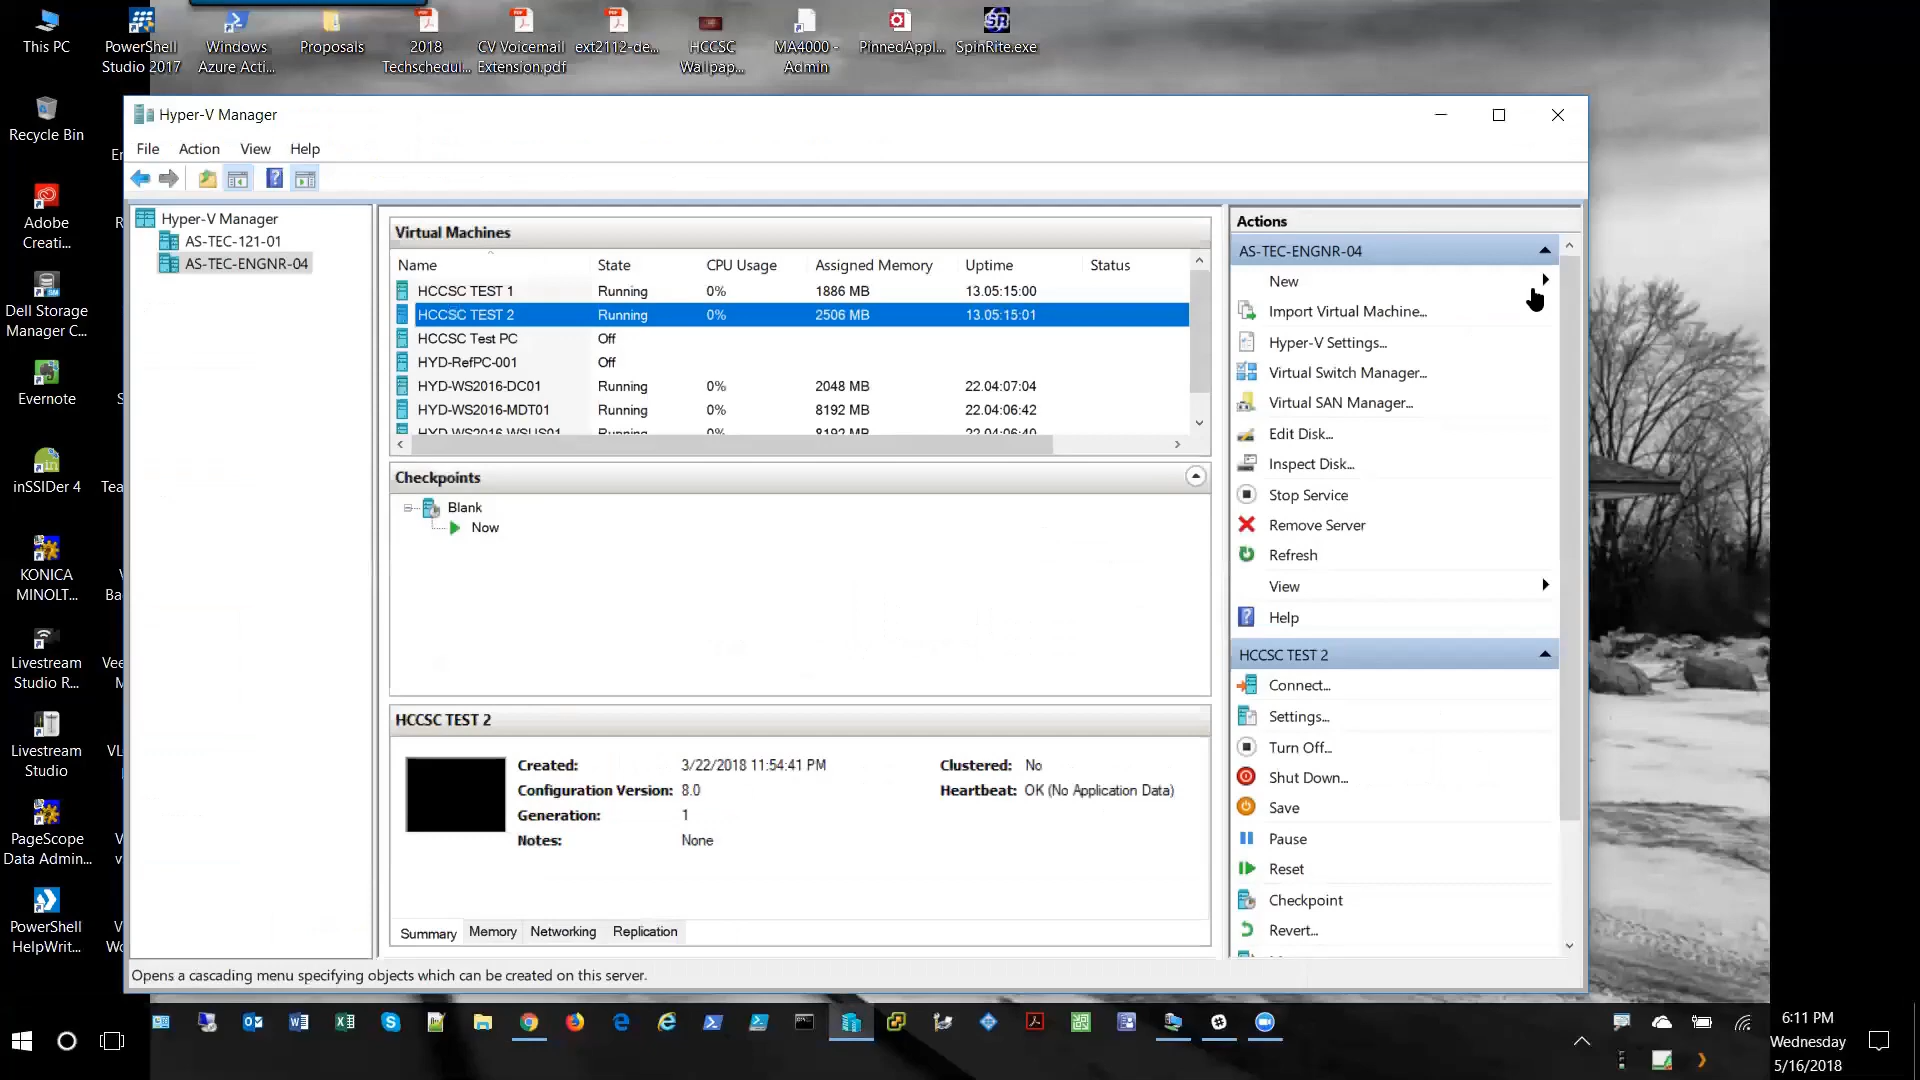 This PC
PowerShell
Studio 2017
Windows
Azure Acti...
Proposals
2018
Techschedul...
CV Voicemail
Extension.pdf
ext2112-de...
HCCSC
Wallpap...
MA4000 -
Admin
PinnedAppl...
SpinRite.exe
Recycle Bin
Adobe
Creati...
Dell Storage
Manager C...
Evernote
inSSIDer 4
KONICA
MINOLT...
Livestream
Studio R...
Livestream
Studio
PageScope
Data Admin...
PowerShell
HelpWrit...
Hyper-V Manager
File Action View Help
Hyper-V Manager
AS-TEC-121-01
AS-TEC-ENGNR-04
Virtual Machines
Name State CPU Usage Assigned Memory Uptime Status
HCCSC TEST 1 Running 0% 1886 MB 13.05:15:00
HCCSC TEST 2 Running 0% 2506 MB 13.05:15:01
HCCSC Test PC Off
HYD-RefPC-001 Off
HYD-WS2016-DC01 Running 0% 2048 MB 22.04:07:04
HYD-WS2016-MDT01 Running 0% 8192 MB 22.04:06:42
HYD-WS2016-WSUS01 Running 0% 8192 MB 22.04:06:40
Checkpoints
Blank
Now
HCCSC TEST 2
Created: 3/22/2018 11:54:41 PM Clustered: No
Configuration Version: 8.0 Heartbeat: OK (No Application Data)
Generation: 1
Notes: None
Summary Memory Networking Replication
Actions
AS-TEC-ENGNR-04
New
Import Virtual Machine...
Hyper-V Settings...
Virtual Switch Manager...
Virtual SAN Manager...
Edit Disk...
Inspect Disk...
Stop Service
Remove Server
Refresh
View
Help
HCCSC TEST 2
Connect...
Settings...
Turn Off...
Shut Down...
Save
Pause
Reset
Checkpoint
Revert...
Opens a cascading menu specifying objects which can be created on this server.
6:11 PM
Wednesday
5/16/2018